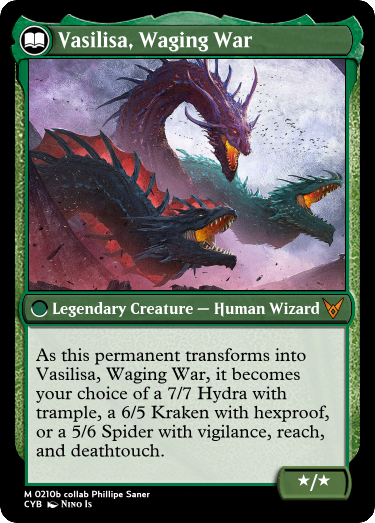 Vasilisa, Waging War
Legendary Creature — Human Wizard
As this permanent transforms into
Vasilisa, Waging War, it becomes
your choice of a 7/7 Hydra with
trample, a 6/5 Kraken with hexproof,
or a 5/6 Spider with vigilance, reach,
and deathtouch.
★/★
M 0210b collab Phillipe Saner
CYB Nino Is